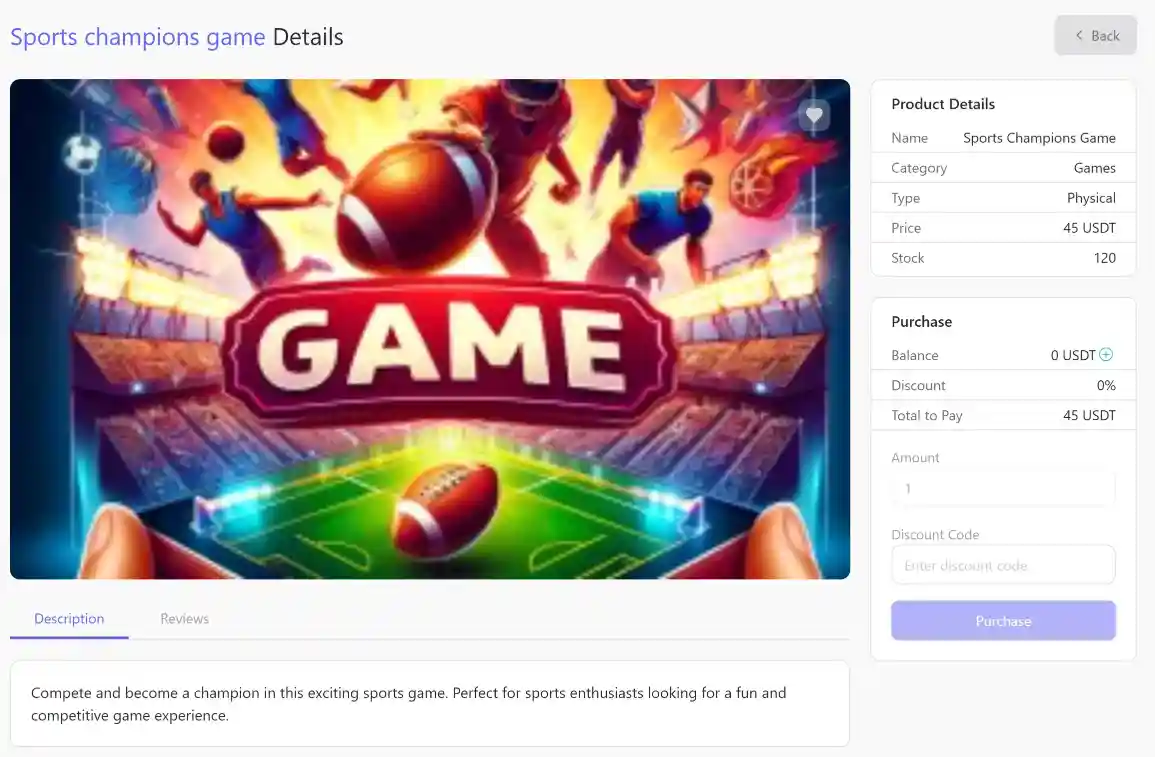 Sports champions game Details
Back
GAME
Description
Reviews
Compete and become a champion in this exciting sports game. Perfect for sports enthusiasts looking for a fun and
competitive game experience.
Product Details
Name Sports Champions Game
Category Games
Type Physical
Price 45 USDT
Stock 120
Purchase
Balance 0 USDT
Discount 0%
Total to Pay 45 USDT
Amount
1
Discount Code
Enter discount code
Purchase